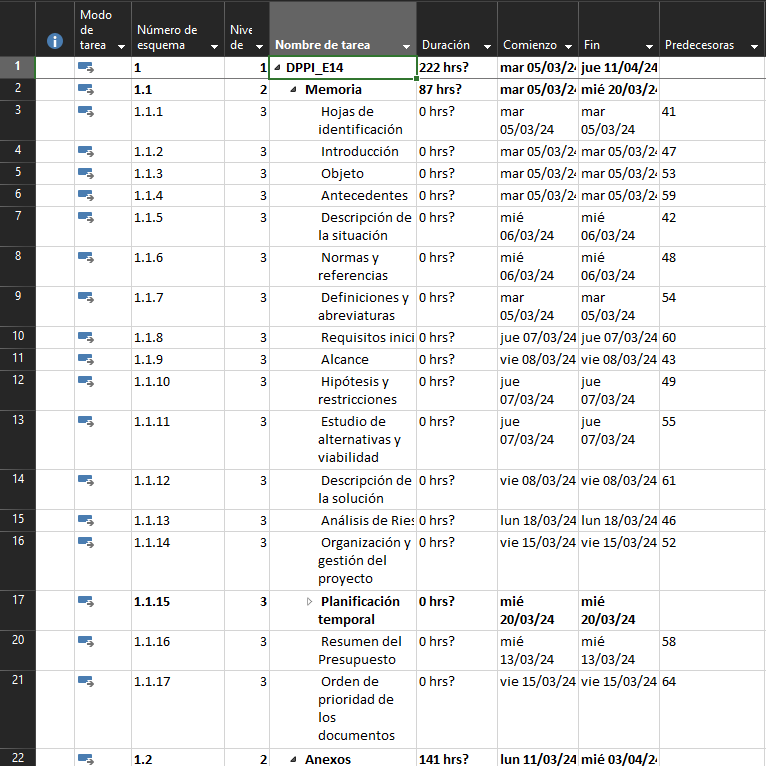 Modo de tarea Número de esquema Nive de Nombre de tarea Duración Comienzo Fin Predecesoras
1 1 1 DPPI_E14 222 hrs? mar 05/03/24 jue 11/04/24
2 1.1 2 Memoria 87 hrs? mar 05/03/24 mié 20/03/24
3 1.1.1 3 Hojas de identificación 0 hrs? mar 05/03/24 mar 05/03/24 41
4 1.1.2 3 Introducción 0 hrs? mar 05/03/24 mar 05/03/24 47
5 1.1.3 3 Objeto 0 hrs? mar 05/03/24 mar 05/03/24 53
6 1.1.4 3 Antecedentes 0 hrs? mar 05/03/24 mar 05/03/24 59
7 1.1.5 3 Descripción de la situación 0 hrs? mié 06/03/24 mié 06/03/24 42
8 1.1.6 3 Normas y referencias 0 hrs? mié 06/03/24 mié 06/03/24 48
9 1.1.7 3 Definiciones y abreviaturas 0 hrs? mar 05/03/24 mar 05/03/24 54
10 1.1.8 3 Requisitos inici 0 hrs? jue 07/03/24 jue 07/03/24 60
11 1.1.9 3 Alcance 0 hrs? vie 08/03/24 vie 08/03/24 43
12 1.1.10 3 Hipótesis y restricciones 0 hrs? jue 07/03/24 jue 07/03/24 49
13 1.1.11 3 Estudio de alternativas y viabilidad 0 hrs? jue 07/03/24 jue 07/03/24 55
14 1.1.12 3 Descripción de la solución 0 hrs? vie 08/03/24 vie 08/03/24 61
15 1.1.13 3 Análisis de Ries 0 hrs? lun 18/03/24 lun 18/03/24 46
16 1.1.14 3 Organización y gestión del proyecto 0 hrs? vie 15/03/24 vie 15/03/24 52
17 1.1.15 3 Planificación temporal 0 hrs? mié 20/03/24 mié 20/03/24
20 1.1.16 3 Resumen del Presupuesto 0 hrs? mié 13/03/24 mié 13/03/24 58
21 1.1.17 3 Orden de prioridad de los documentos 0 hrs? vie 15/03/24 vie 15/03/24 64
22 1.2 2 Anexos 141 hrs? lun 11/03/24 mié 03/04/24